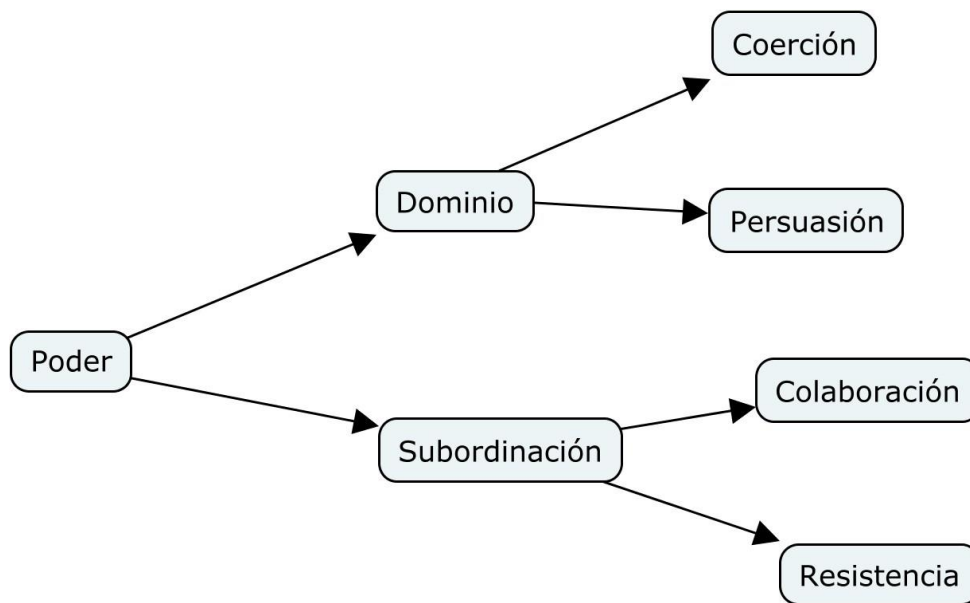 Coerción
Dominio
Persuasión
Poder
Colaboración
Subordinación
Resistencia